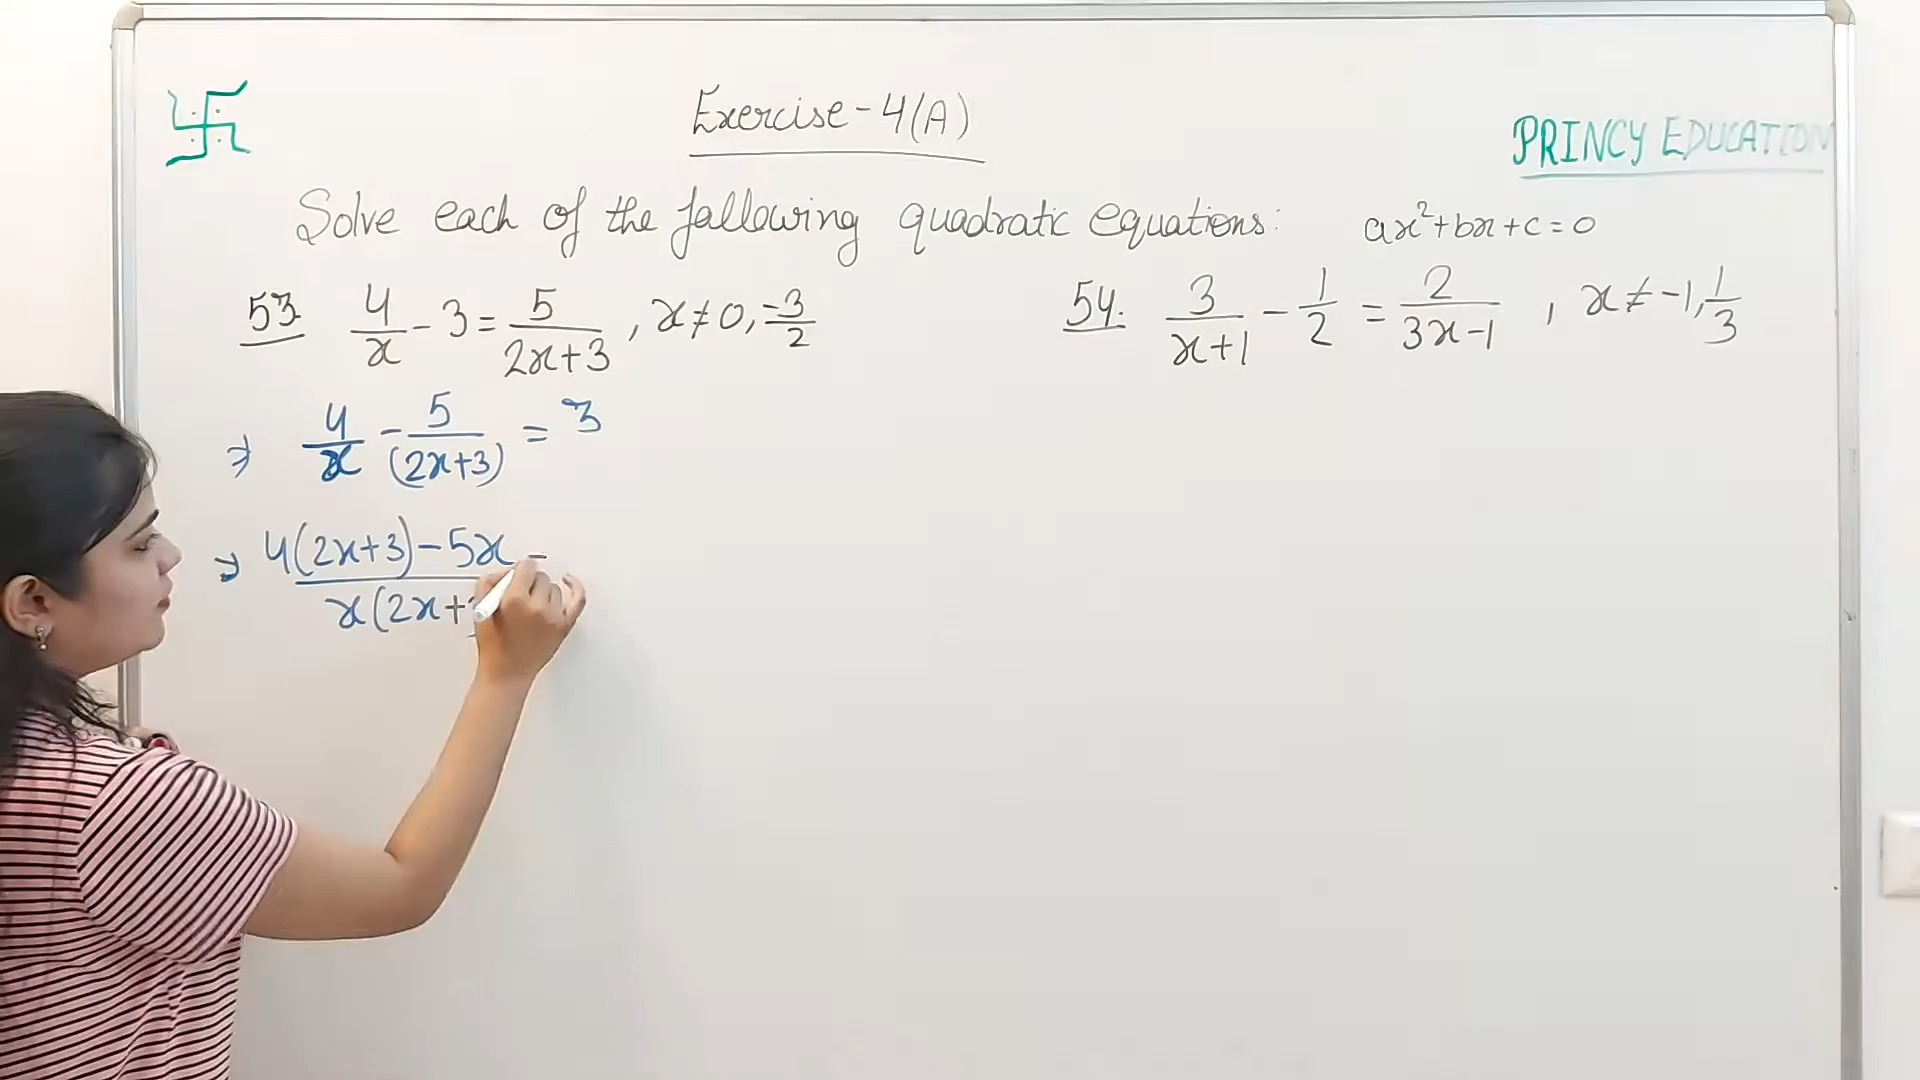 Exercise - 4(A)
PRINCY EDUCATION
Solve each of the following quadratic equations: ax²+bx+c=0
53 4/x - 3 = 5/(2x+3) , x≠0, -3/2
54. 3/(x+1) - 1/2 = 2/(3x-1) , x≠-1, 1/3
⇒ 4/x - 5/(2x+3) = 3
⇒ 4(2x+3)-5x / x(2x+